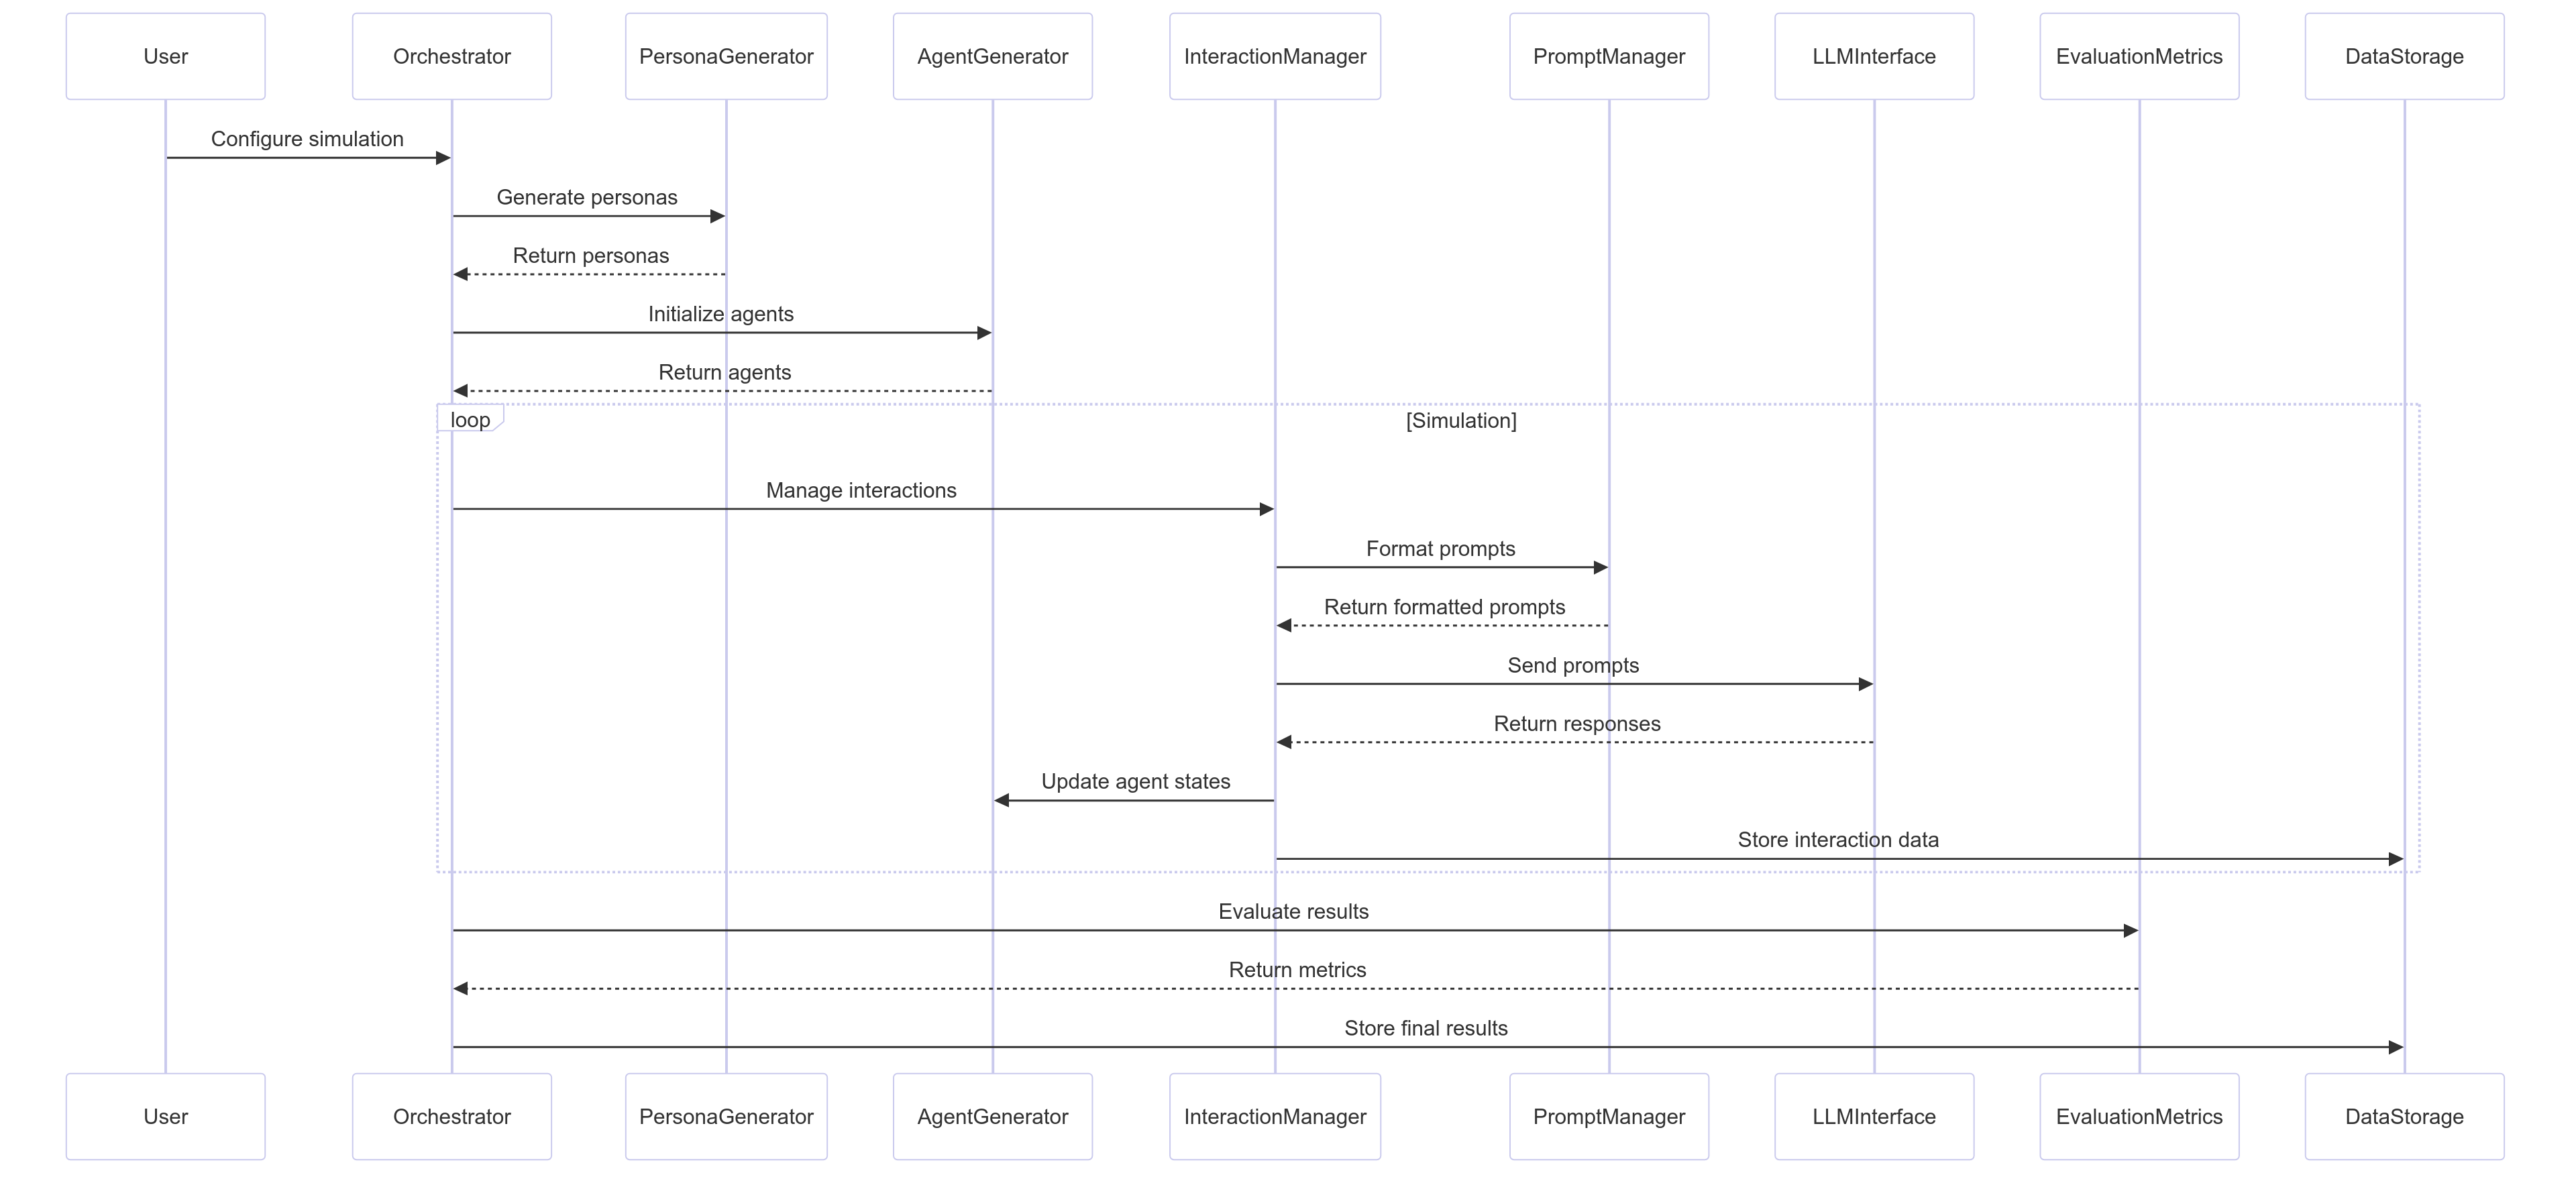 User
Orchestrator
PersonaGenerator
AgentGenerator
InteractionManager
PromptManager
LLMInterface
EvaluationMetrics
DataStorage
Configure simulation
Generate personas
Return personas
Initialize agents
Return agents
loop
[Simulation]
Manage interactions
Format prompts
Return formatted prompts
Send prompts
Return responses
Update agent states
Store interaction data
Evaluate results
Return metrics
Store final results
User
Orchestrator
PersonaGenerator
AgentGenerator
InteractionManager
PromptManager
LLMInterface
EvaluationMetrics
DataStorage